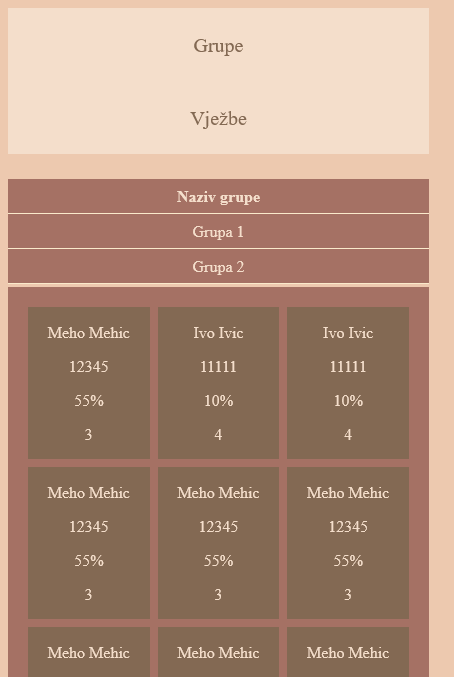 Grupe
Vježbe
Naziv grupe
Grupa 1
Grupa 2
Meho Mehic Ivo Ivic Ivo Ivic
12345 11111 11111
55% 10% 10%
3 4 4
Meho Mehic Meho Mehic Meho Mehic
12345 12345 12345
55% 55% 55%
3 3 3
Meho Mehic Meho Mehic Meho Mehic